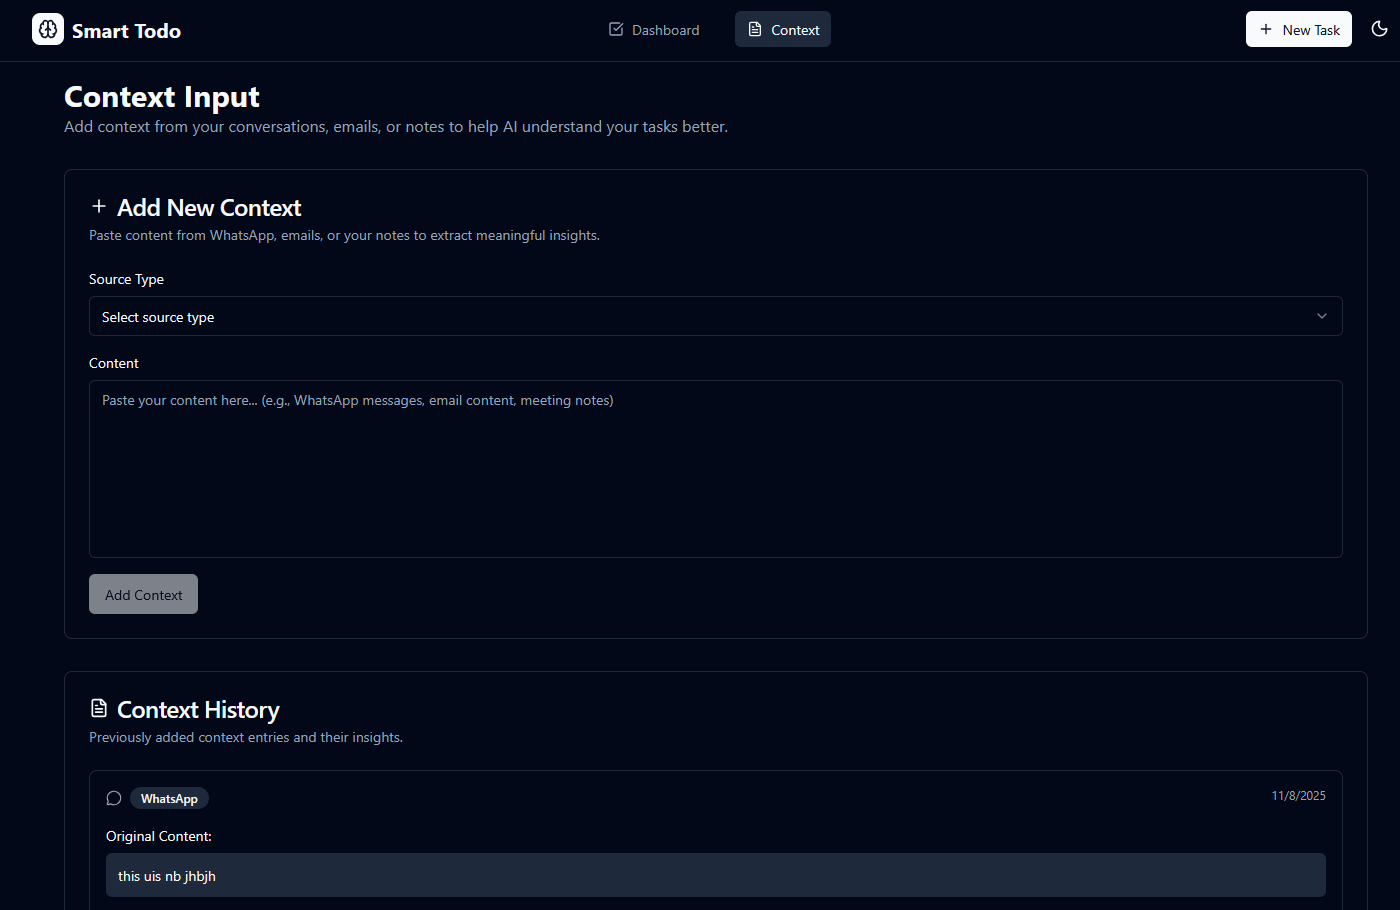 Smart Todo
Dashboard
Context
New Task
Context Input
Add context from your conversations, emails, or notes to help AI understand your tasks better.
Add New Context
Paste content from WhatsApp, emails, or your notes to extract meaningful insights.
Source Type
Select source type
Content
Paste your content here... (e.g., WhatsApp messages, email content, meeting notes)
Add Context
Context History
Previously added context entries and their insights.
WhatsApp
11/8/2025
Original Content:
this uis nb jhbjh